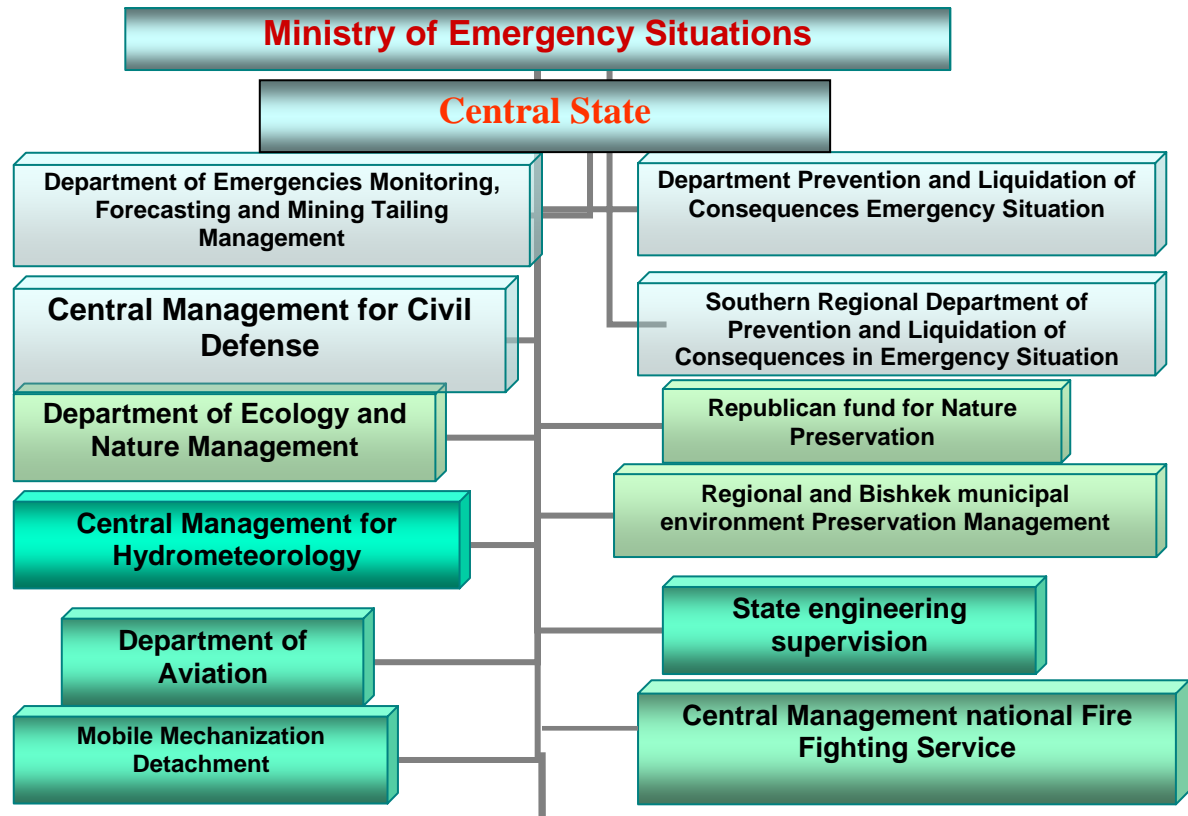 Ministry of Emergency Situations
Central State
Department of Emergencies Monitoring,
Forecasting and Mining Tailing
Management
Department Prevention and Liquidation of
Consequences Emergency Situation
Central Management for Civil
Defense
Southern Regional Department of
Prevention and Liquidation of
Consequences in Emergency Situation
Department of Ecology and
Nature Management
Republican fund for Nature
Preservation
Central Management for
Hydrometeorology
Regional and Bishkek municipal
environment Preservation Management
Department of
Aviation
State engineering
supervision
Mobile Mechanization
Detachment
Central Management national Fire
Fighting Service